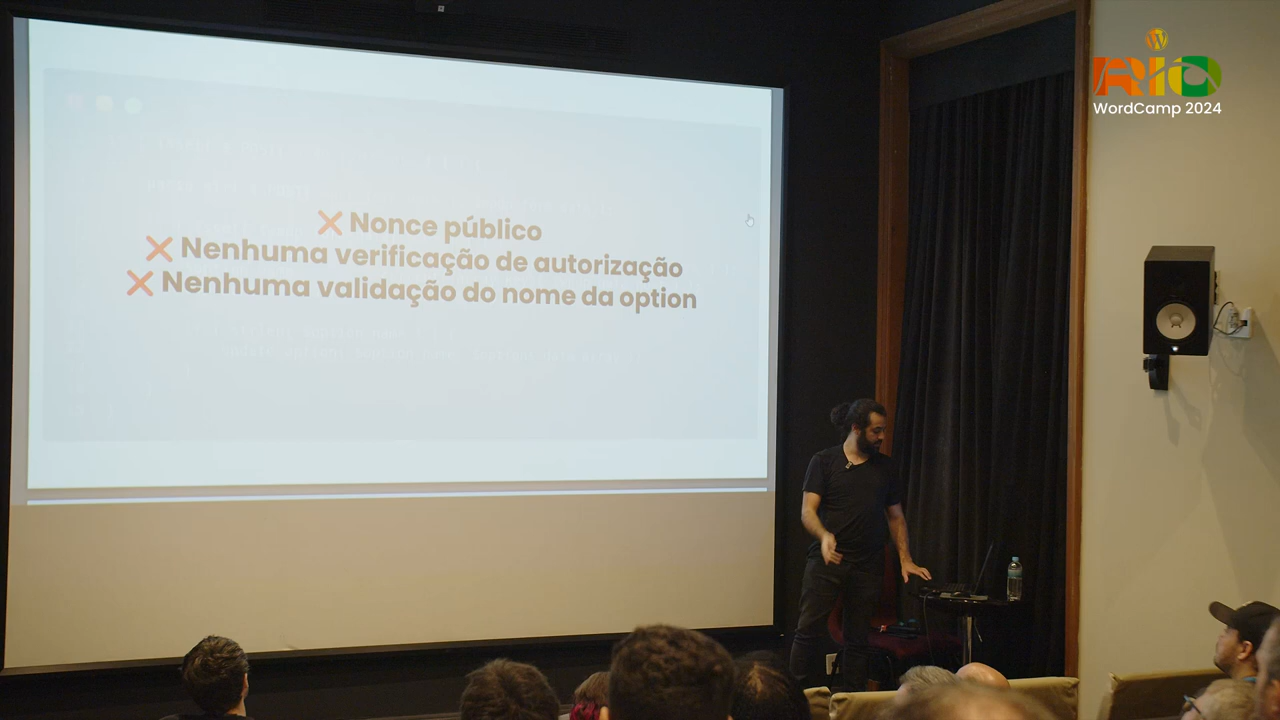 ❌ Nonce público
❌ Nenhuma verificação de autorização
❌ Nenhuma validação do nome da option
RIO
WordCamp 2024